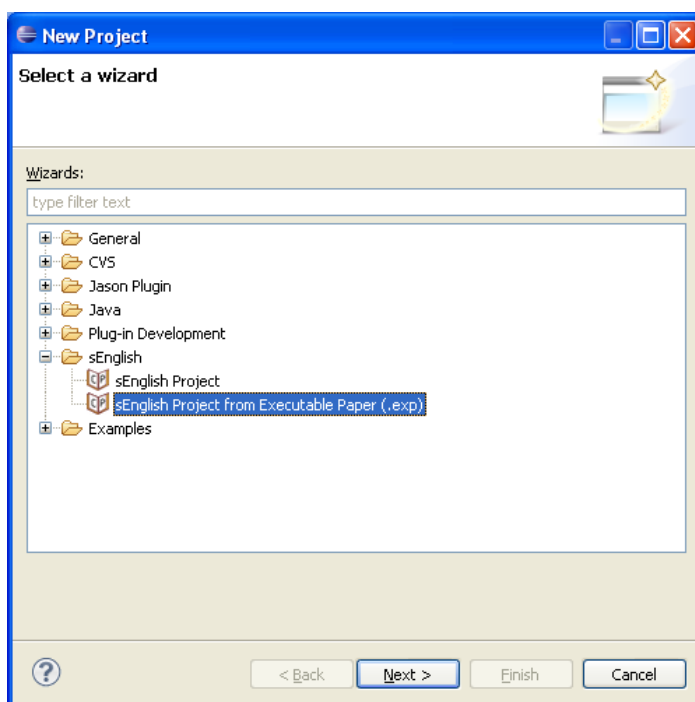 New Project
Select a wizard
Wizards:
type filter text
General
CVS
Jason Plugin
Java
Plug-in Development
sEnglish
sEnglish Project
sEnglish Project from Executable Paper (.exp)
Examples
< Back Next > Finish Cancel